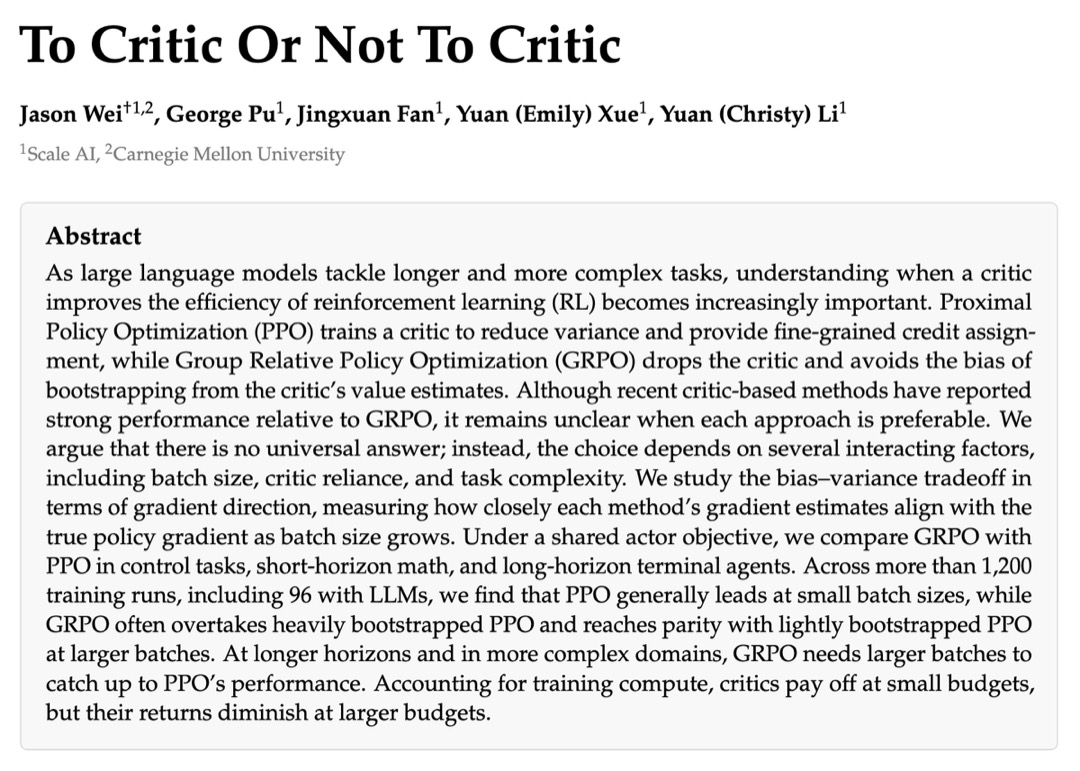 To Critic Or Not To Critic
Jason Wei†1,2, George Pu1, Jingxuan Fan1, Yuan (Emily) Xue1, Yuan (Christy) Li1
1Scale AI, 2Carnegie Mellon University
Abstract
As large language models tackle longer and more complex tasks, understanding when a critic
improves the efficiency of reinforcement learning (RL) becomes increasingly important. Proximal
Policy Optimization (PPO) trains a critic to reduce variance and provide fine-grained credit assign-
ment, while Group Relative Policy Optimization (GRPO) drops the critic and avoids the bias of
bootstrapping from the critic's value estimates. Although recent critic-based methods have reported
strong performance relative to GRPO, it remains unclear when each approach is preferable. We
argue that there is no universal answer; instead, the choice depends on several interacting factors,
including batch size, critic reliance, and task complexity. We study the bias–variance tradeoff in
terms of gradient direction, measuring how closely each method's gradient estimates align with the
true policy gradient as batch size grows. Under a shared actor objective, we compare GRPO with
PPO in control tasks, short-horizon math, and long-horizon terminal agents. Across more than 1,200
training runs, including 96 with LLMs, we find that PPO generally leads at small batch sizes, while
GRPO often overtakes heavily bootstrapped PPO and reaches parity with lightly bootstrapped PPO
at larger batches. At longer horizons and in more complex domains, GRPO needs larger batches to
catch up to PPO's performance. Accounting for training compute, critics pay off at small budgets,
but their returns diminish at larger budgets.